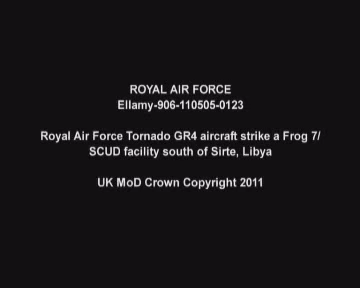 ROYAL AIR FORCE
Ellamy-906-110505-0123
Royal Air Force Tornado GR4 aircraft strike a Frog 7/
SCUD facility south of Sirte, Libya
UK MoD Crown Copyright 2011